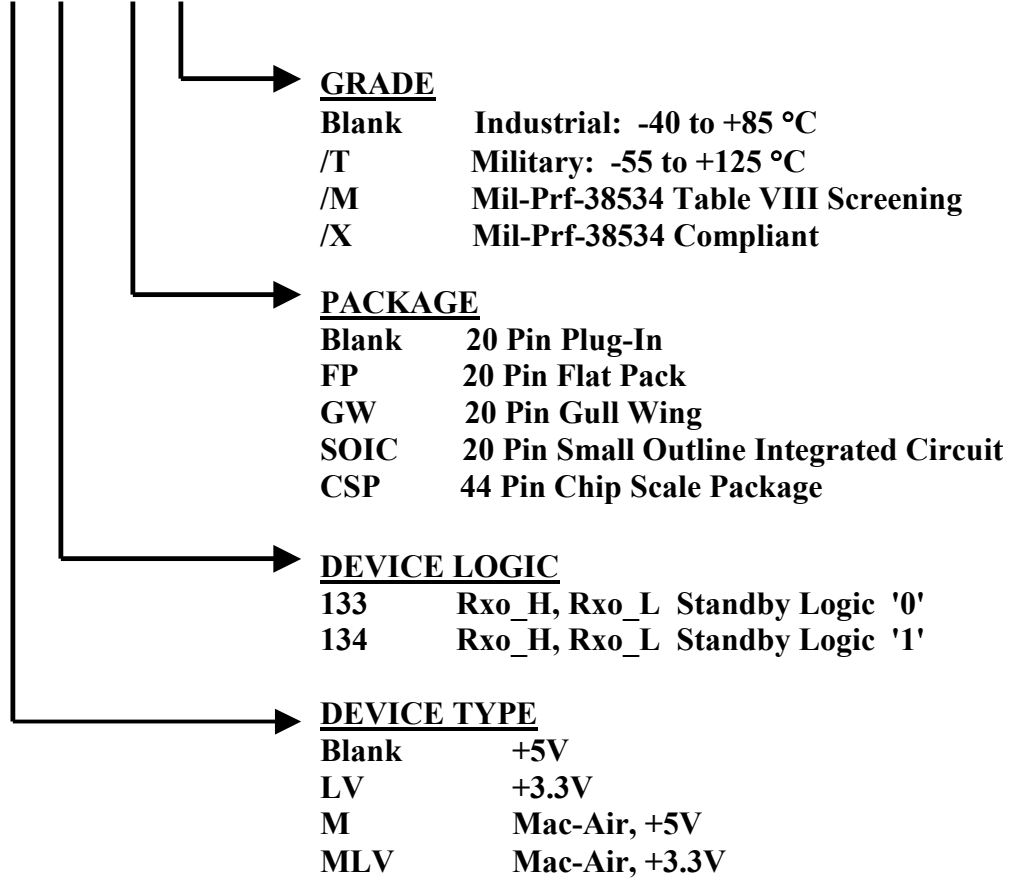 GRADE
Blank Industrial: -40 to +85 °C
/T Military: -55 to +125 °C
/M Mil-Prf-38534 Table VIII Screening
/X Mil-Prf-38534 Compliant
PACKAGE
Blank 20 Pin Plug-In
FP 20 Pin Flat Pack
GW 20 Pin Gull Wing
SOIC 20 Pin Small Outline Integrated Circuit
CSP 44 Pin Chip Scale Package
DEVICE LOGIC
133 Rxo_H, Rxo_L Standby Logic '0'
134 Rxo_H, Rxo_L Standby Logic '1'
DEVICE TYPE
Blank +5V
LV +3.3V
M Mac-Air, +5V
MLV Mac-Air, +3.3V